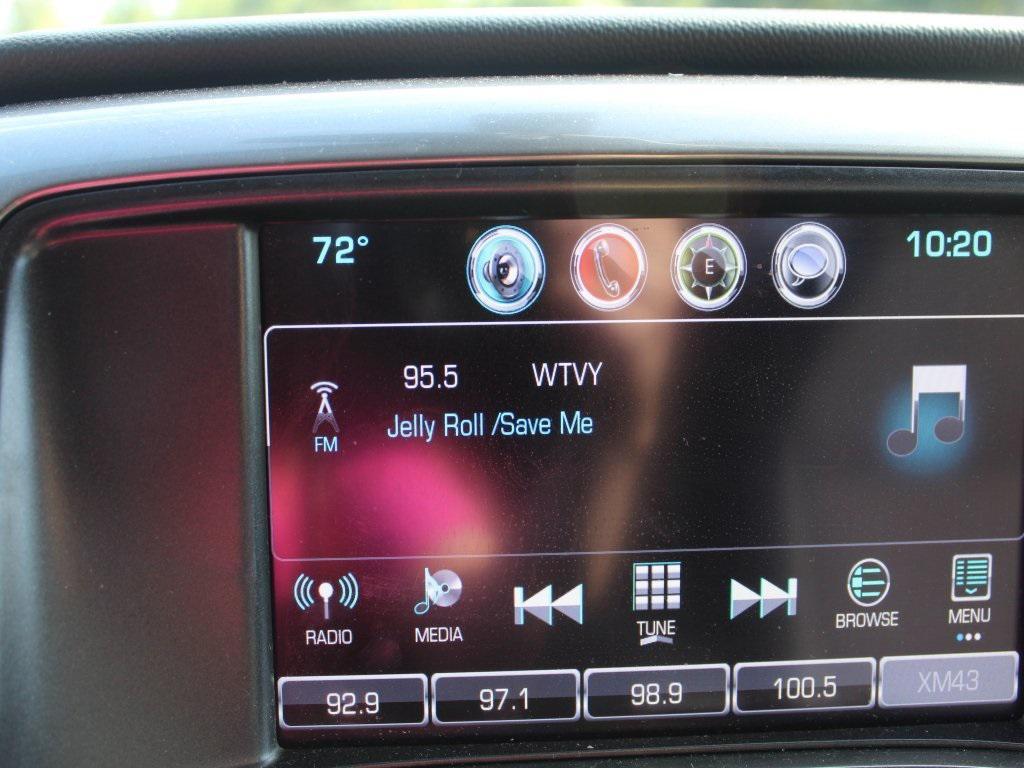 72° E 10:20
95.5 WTVY
FM Jelly Roll /Save Me
RADIO MEDIA TUNE BROWSE MENU
92.9 97.1 98.9 100.5 XM43